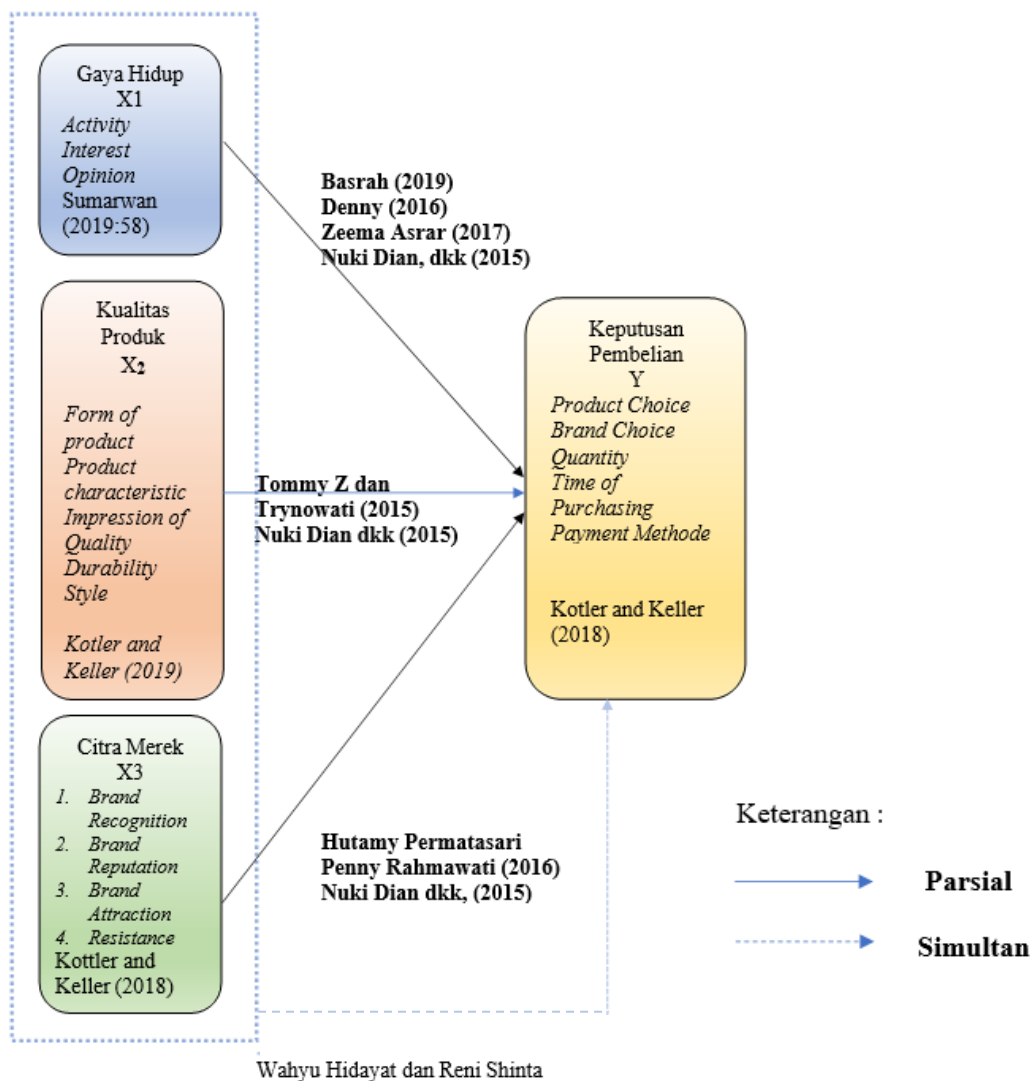 Gaya Hidup
X1
Activity
Interest
Opinion
Sumarwan
(2019:58)
Basrah (2019)
Denny (2016)
Zeema Asrar (2017)
Nuki Dian, dkk (2015)
Kualitas
Produk
X2
Form of
product
Product
characteristic
Impression of
Quality
Durability
Style
Kotler and
Keller (2019)
Tommy Z dan
Trynowati (2015)
Nuki Dian dkk (2015)
Keputusan
Pembelian
Y
Product Choice
Brand Choice
Quantity
Time of
Purchasing
Payment Methode
Kotler and Keller
(2018)
Citra Merek
X3
1. Brand
Recognition
2. Brand
Reputation
3. Brand
Attraction
4. Resistance
Kottler and
Keller (2018)
Hutamy Permatasari
Penny Rahmawati (2016)
Nuki Dian dkk, (2015)
Keterangan :
Parsial
Simultan
Wahyu Hidayat dan Reni Shinta